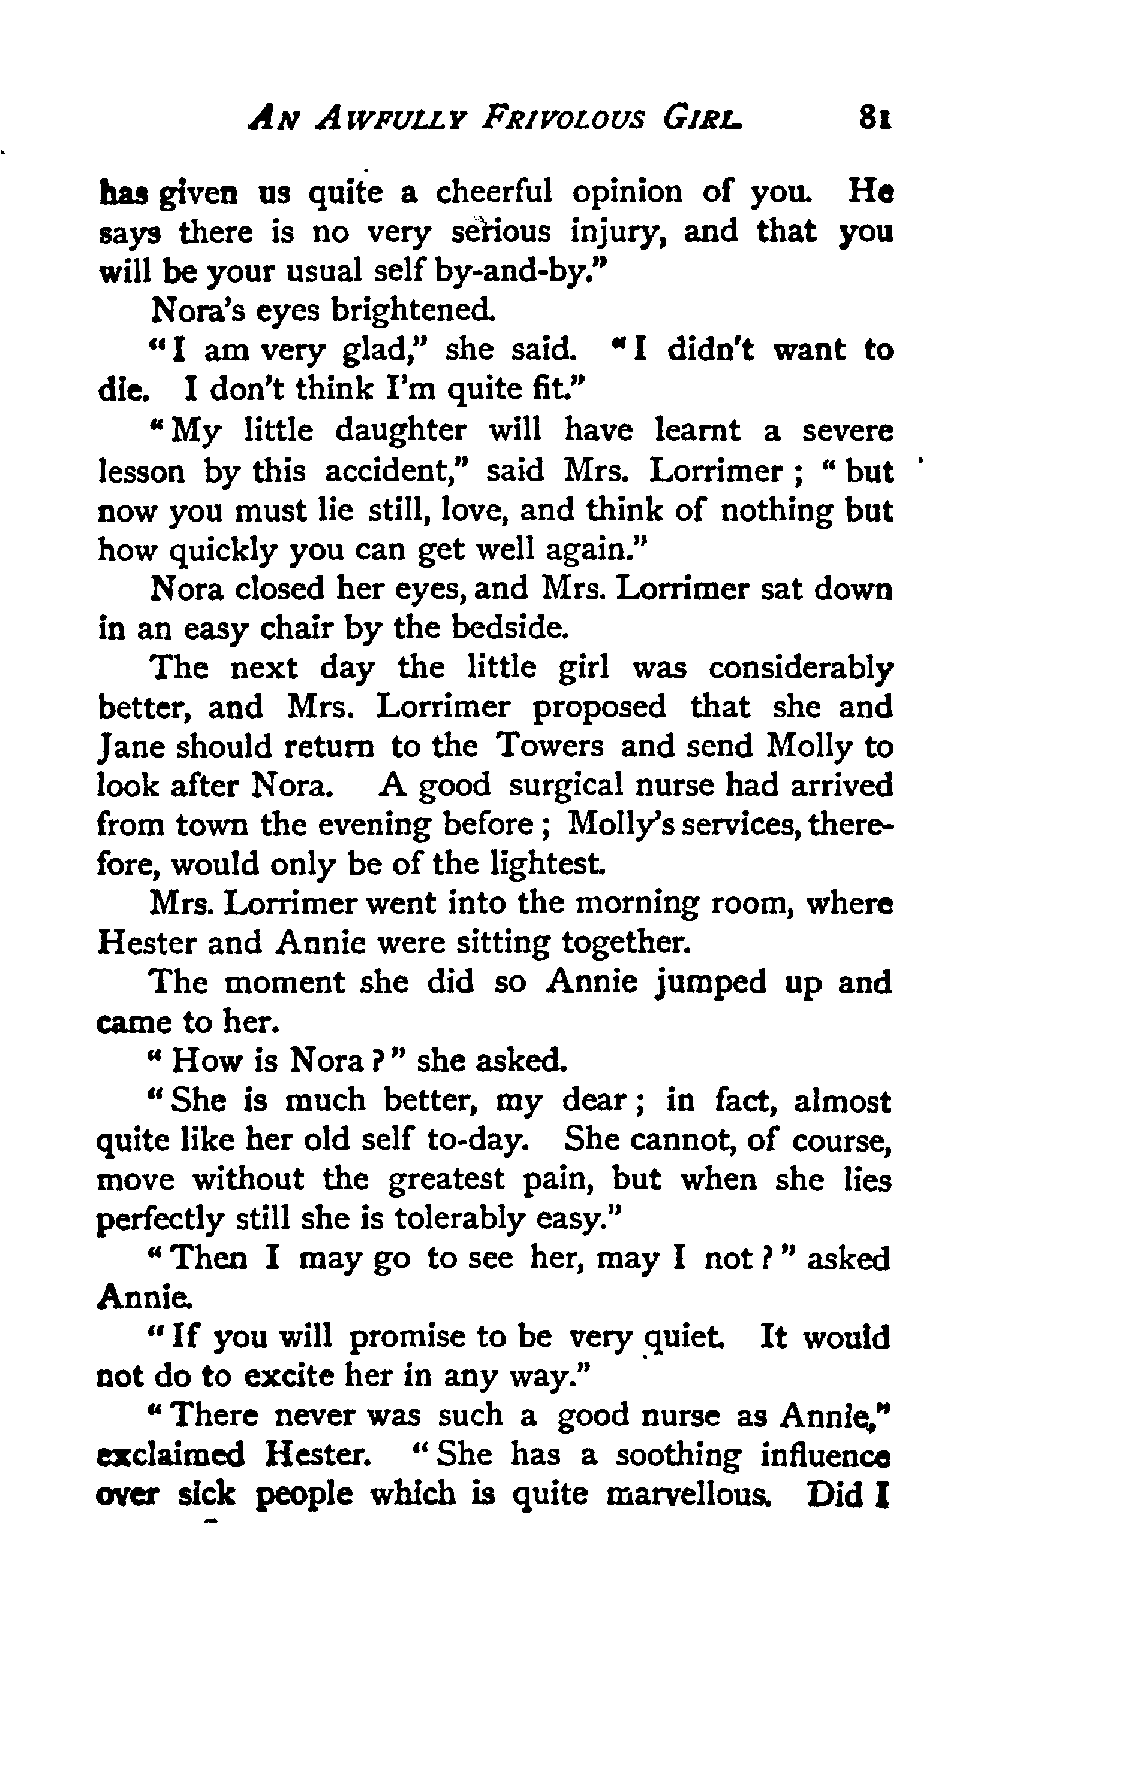 AN AWFULLY FRIVOLOUS GIRL. 81
has given us quite a cheerful opinion of you. He
says there is no very serious injury, and that you
will be your usual self by-and-by."
Nora's eyes brightened.
"I am very glad," she said. "I didn't want to
die. I don't think I'm quite fit."
"My little daughter will have learnt a severe
lesson by this accident," said Mrs. Lorrimer; "but
now you must lie still, love, and think of nothing but
how quickly you can get well again."
Nora closed her eyes, and Mrs. Lorrimer sat down
in an easy chair by the bedside.
The next day the little girl was considerably
better, and Mrs. Lorrimer proposed that she and
Jane should return to the Towers and send Molly to
look after Nora. A good surgical nurse had arrived
from town the evening before; Molly's services, there-
fore, would only be of the lightest.
Mrs. Lorrimer went into the morning room, where
Hester and Annie were sitting together.
The moment she did so Annie jumped up and
came to her.
"How is Nora?" she asked.
"She is much better, my dear; in fact, almost
quite like her old self to-day. She cannot, of course,
move without the greatest pain, but when she lies
perfectly still she is tolerably easy."
"Then I may go to see her, may I not?" asked
Annie.
"If you will promise to be very quiet. It would
not do to excite her in any way."
"There never was such a good nurse as Annie,"
exclaimed Hester. "She has a soothing influence
over sick people which is quite marvellous. Did I